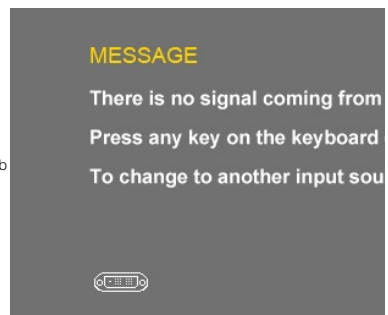 MESSAGE
There is no signal coming from
Press any key on the keyboard
b
To change to another input sou